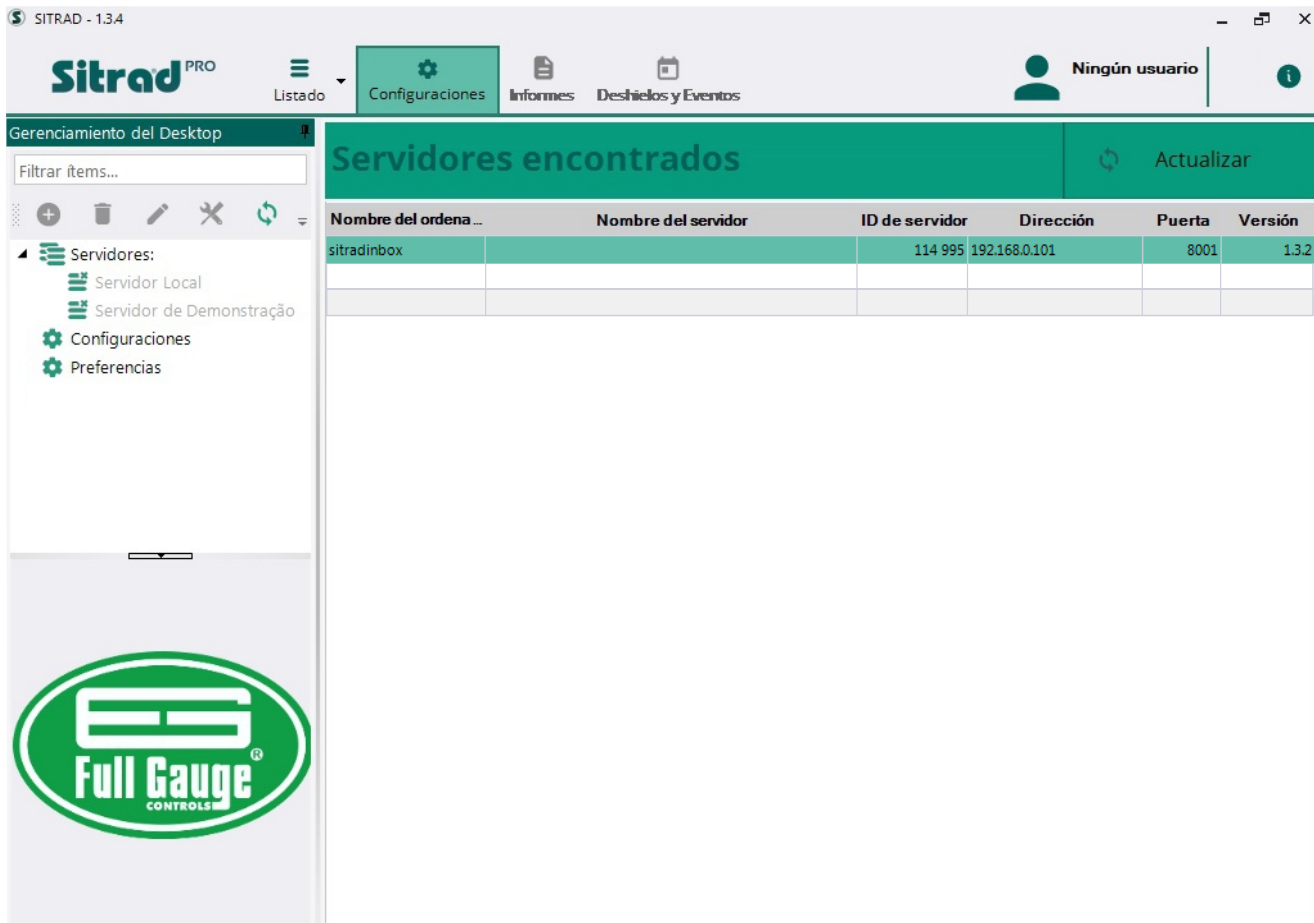 SITRAD - 1.3.4
Sitrad PRO
Listado
Configuraciones
Informes
Deshielos y Eventos
Ningún usuario
Gerenciamiento del Desktop
Filtrar ítems...
Servidores:
Servidor Local
Servidor de Demonstração
Configuraciones
Preferencias
Servidores encontrados
Actualizar
Nombre del ordena... Nombre del servidor ID de servidor Dirección Puerta Versión
sitradinbox 114 995 192.168.0.101 8001 1.3.2
Full Gauge ®
CONTROLS